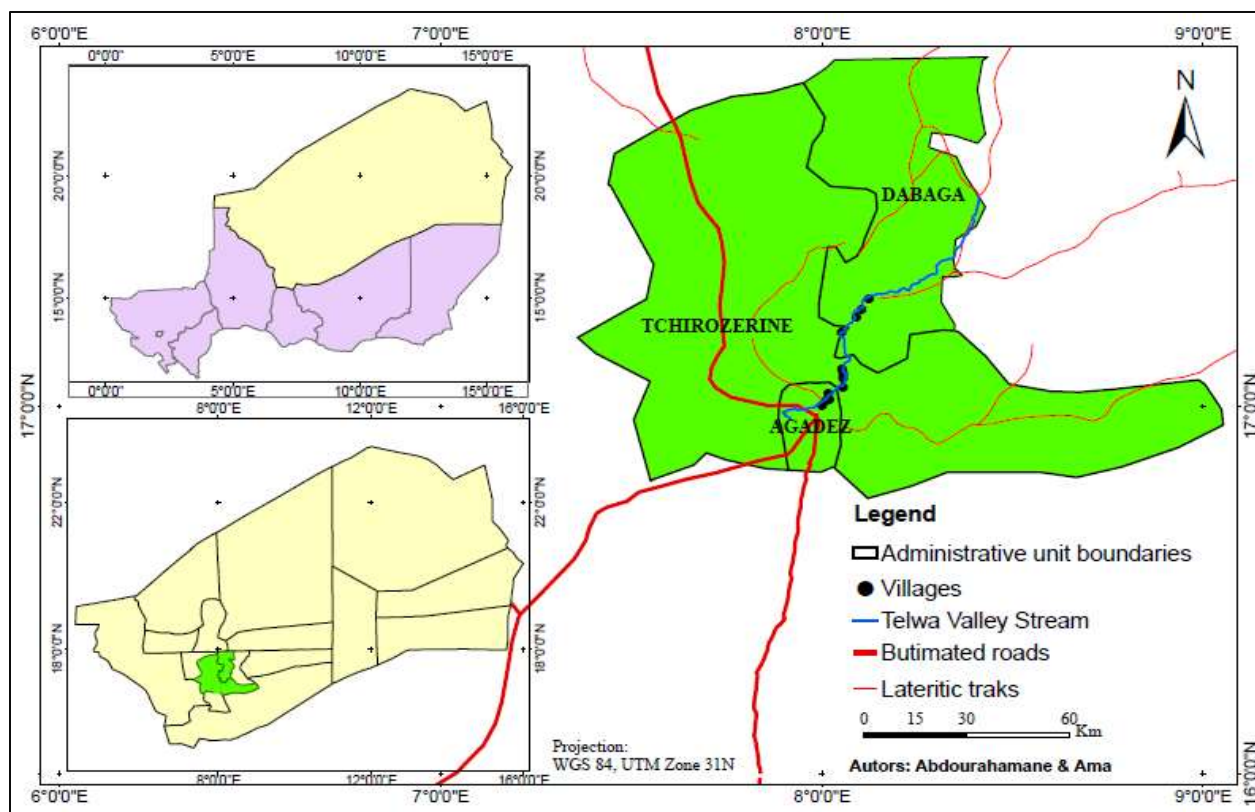 6°0'0"E 7°0'0"E 8°0'0"E 9°0'0"E
0°0'0" 5°0'0"E 10°0'0"E 15°0'0"E
20°0'0"N 20°0'0"N
15°0'0"N 15°0'0"N
0°0'0" 5°0'0"E 10°0'0"E 15°0'0"E
N
DABAGA
TCHIROZERINE
AGADEZ
17°0'0"N 17°0'0"N
8°0'0"E 12°0'0"E 16°0'0"E
22°0'0"N 22°0'0"N
18°0'0"N 18°0'0"N
8°0'0"E 12°0'0"E 16°0'0"E
Legend
Administrative unit boundaries
Villages
Telwa Valley Stream
Butimated roads
Lateritic traks
0 15 30 60
Km
Projection:
WGS 84, UTM Zone 31N
Autors: Abdourahamane & Ama
16°0'0"N
6°0'0"E 7°0'0"E 8°0'0"E